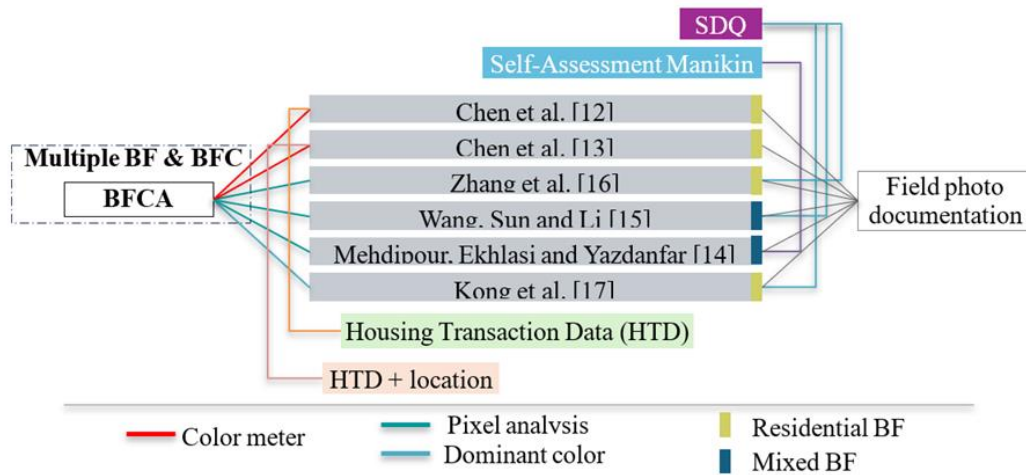 SDQ
Self-Assessment Manikin
Chen et al. [12]
Multiple BF & BFC
Chen et al. [13]
BFCA
Zhang et al. [16]
Field photo
documentation
Wang, Sun and Li [15]
Mehdipour, Ekhlasi and Yazdanfar [14]
Kong et al. [17]
Housing Transaction Data (HTD)
HTD + location
Color meter
Pixel analysis
Dominant color
Residential BF
Mixed BF